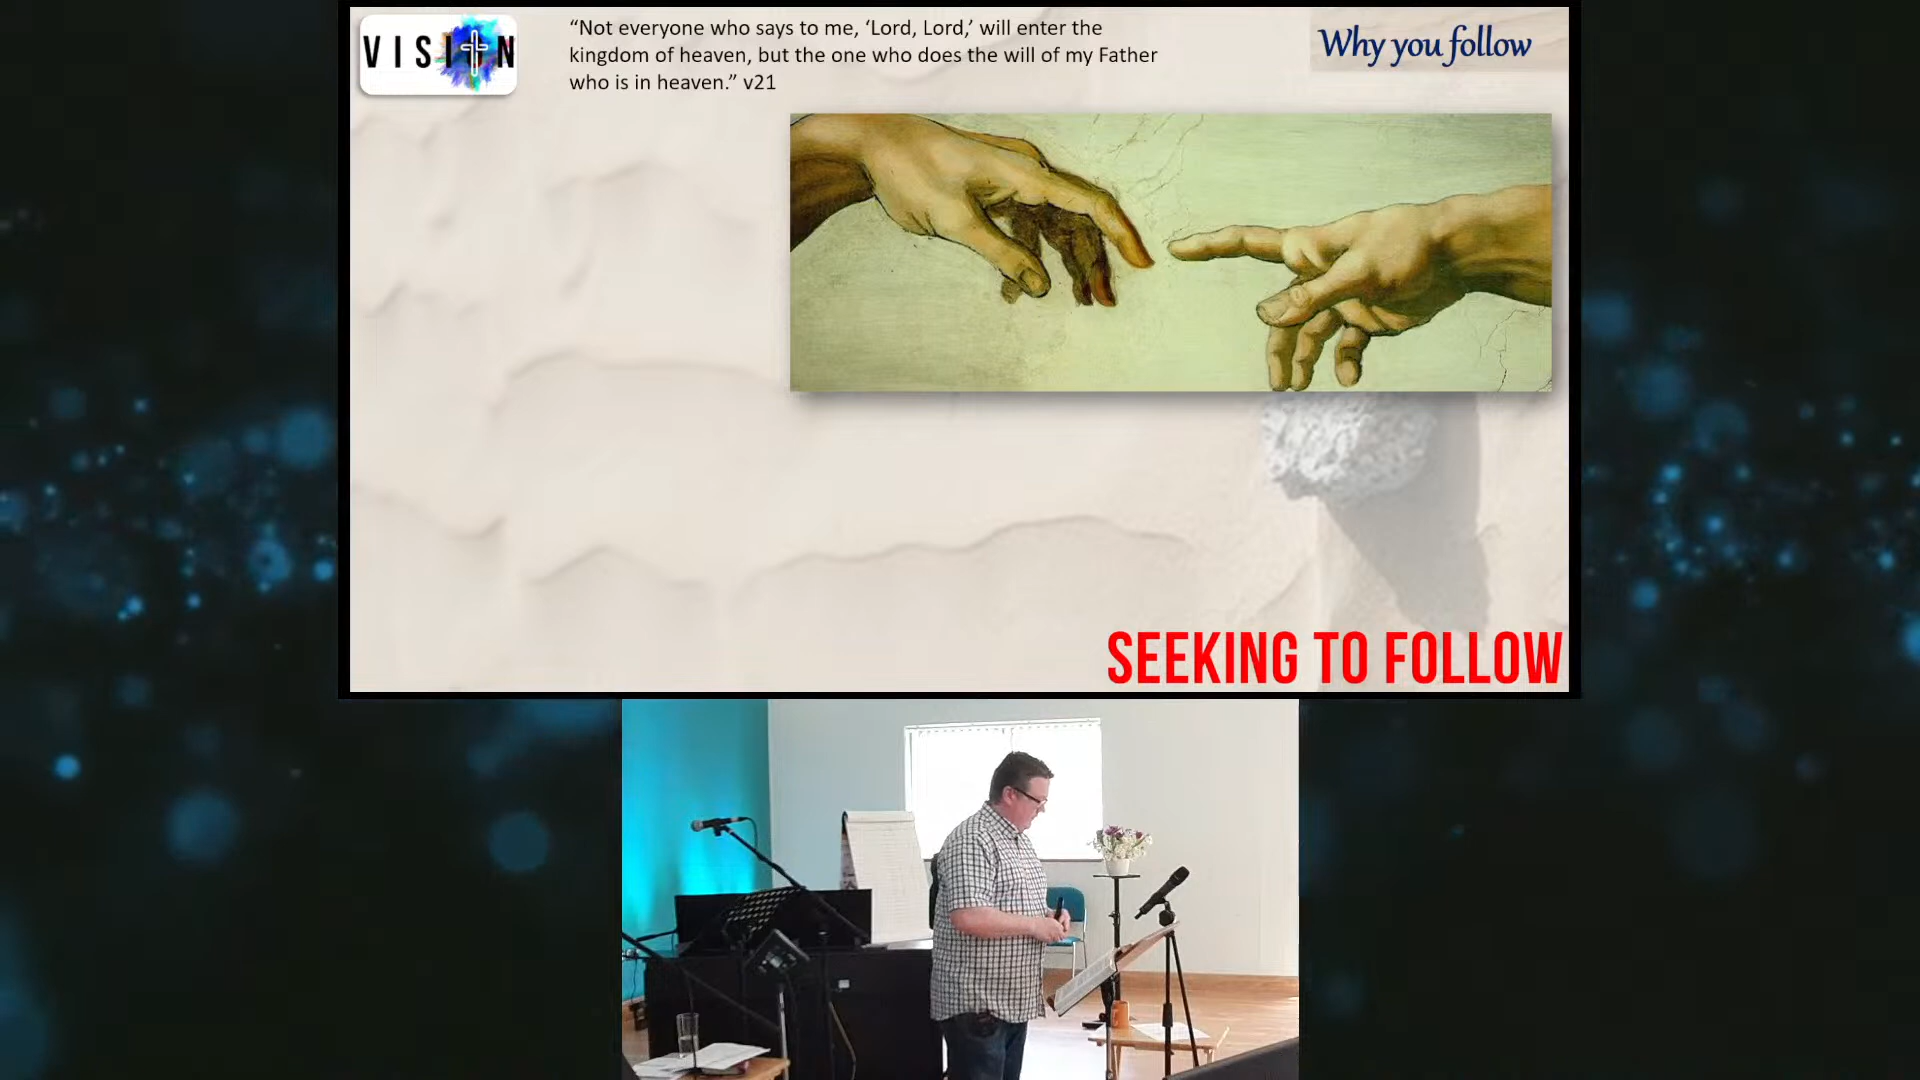 VISION
“Not everyone who says to me, ‘Lord, Lord,’ will enter the
kingdom of heaven, but the one who does the will of my Father
who is in heaven.” v21
Why you follow
SEEKING TO FOLLOW